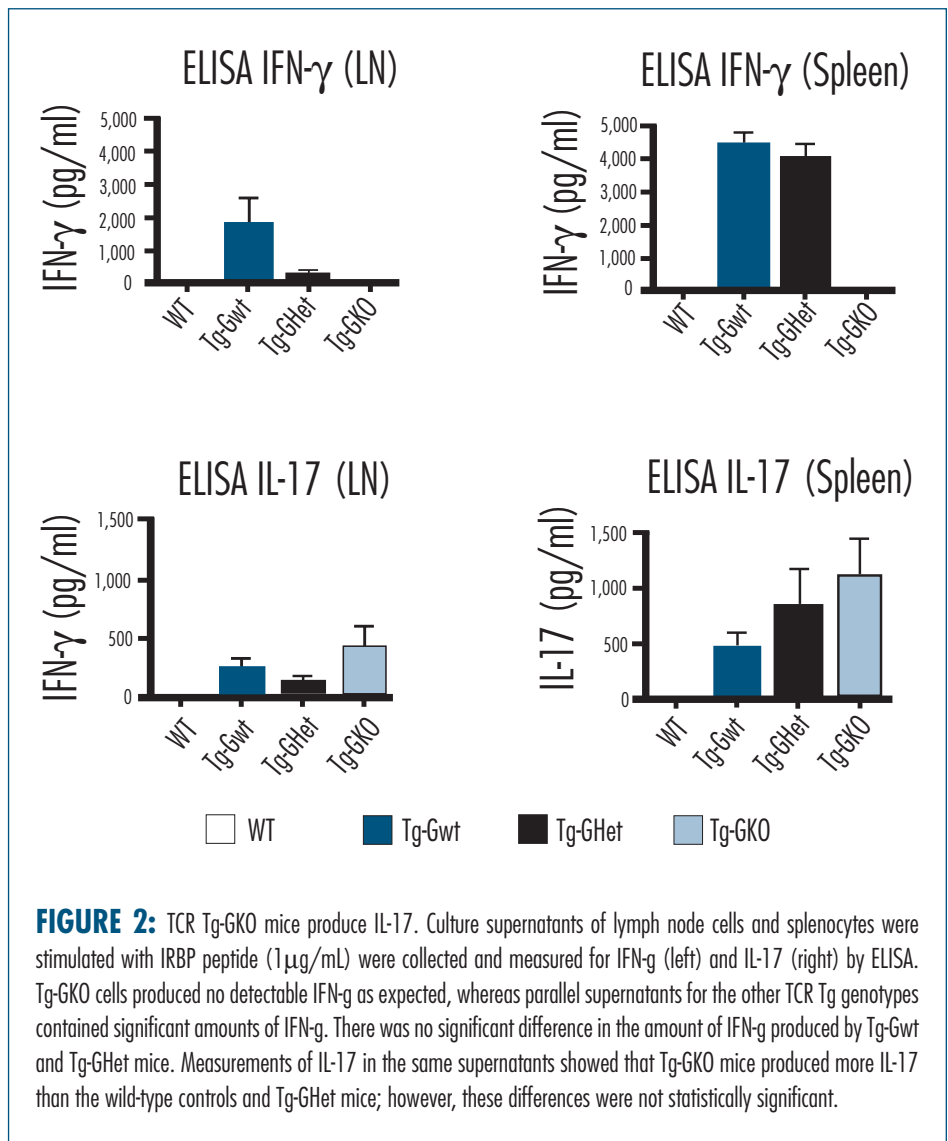 ELISA IFN-γ (LN)
IFN-γ (pg/ml)
5,000
4,000
3,000
2,000
1,000
0
WT
Tg-Gwt
Tg-GHet
Tg-GKO
ELISA IFN-γ (Spleen)
IFN-γ (pg/ml)
5,000
4,000
3,000
2,000
1,000
0
WT
Tg-Gwt
Tg-GHet
Tg-GKO
ELISA IL-17 (LN)
IFN-γ (pg/ml)
1,500
1,000
500
0
WT
Tg-Gwt
Tg-GHet
Tg-GKO
ELISA IL-17 (Spleen)
IL-17 (pg/ml)
1,500
1,000
500
0
WT
Tg-Gwt
Tg-GHet
Tg-GKO
WT Tg-Gwt Tg-GHet Tg-GKO
FIGURE 2: TCR Tg-GKO mice produce IL-17. Culture supernatants of lymph node cells and splenocytes were
stimulated with IRBP peptide (1μg/mL) were collected and measured for IFN-g (left) and IL-17 (right) by ELISA.
Tg-GKO cells produced no detectable IFN-g as expected, whereas parallel supernatants for the other TCR Tg genotypes
contained significant amounts of IFN-g. There was no significant difference in the amount of IFN-g produced by Tg-Gwt
and Tg-GHet mice. Measurements of IL-17 in the same supernatants showed that Tg-GKO mice produced more IL-17
than the wild-type controls and Tg-GHet mice; however, these differences were not statistically significant.